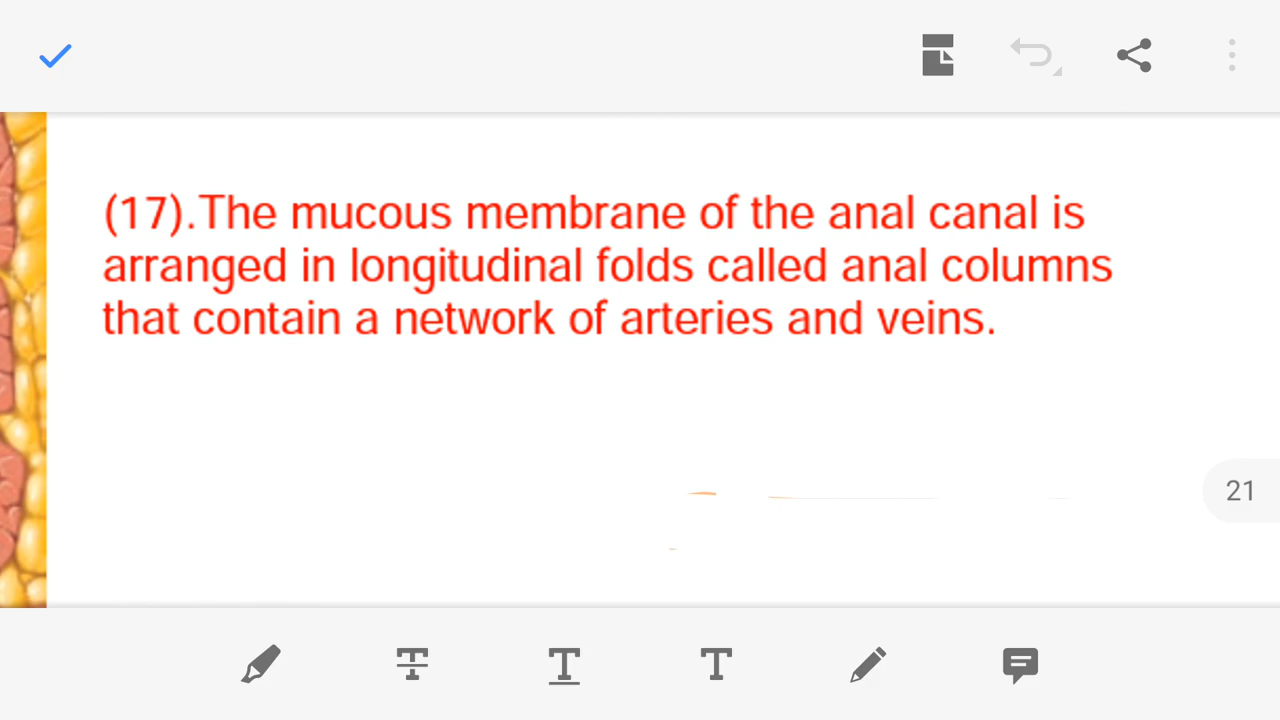 (17).The mucous membrane of the anal canal is
arranged in longitudinal folds called anal columns
that contain a network of arteries and veins.
21
T
T
T